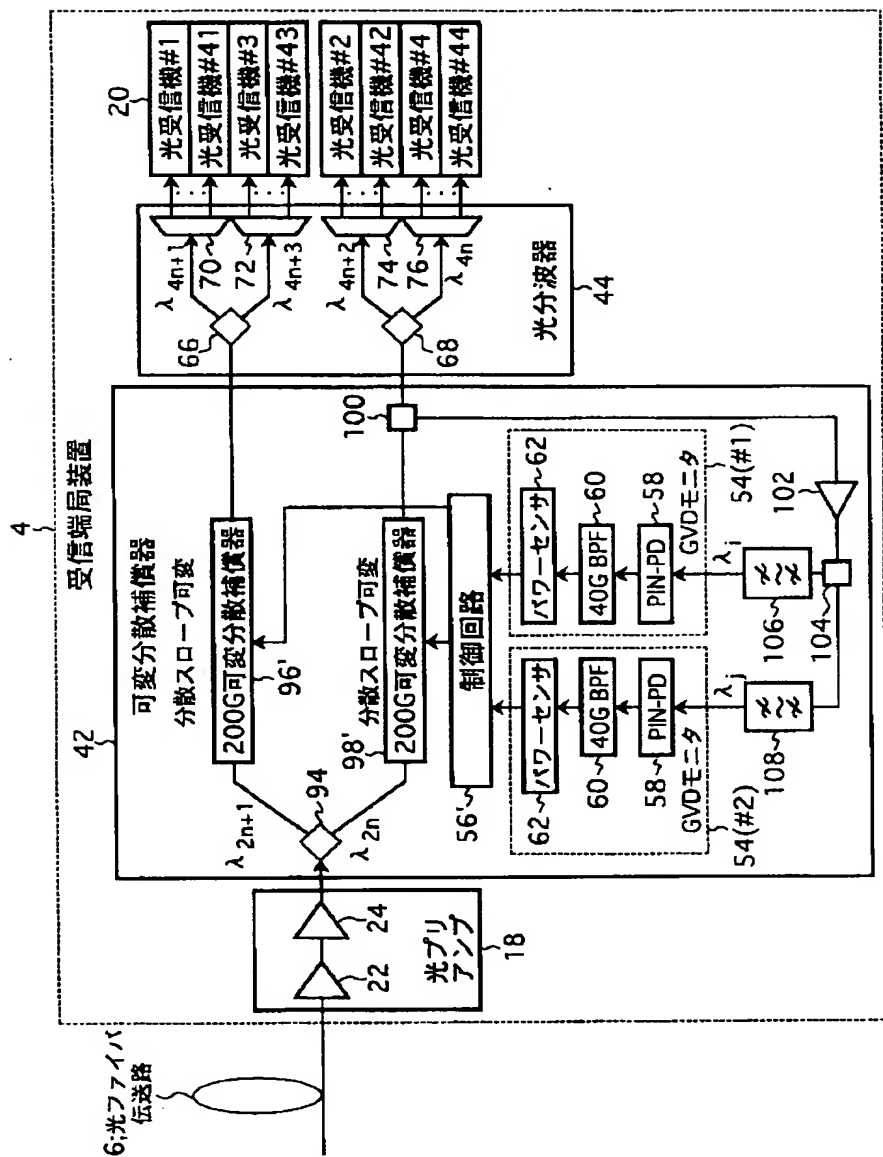 4
受信端局装置
42
可変分散補償器
6;光ファイバ
伝送路
22
24
光プリ
アンプ
18
94
λ2n+1
λ2n
分散スロープ可変
200G可変分散補償器
96'
分散スロープ可変
200G可変分散補償器
98'
制御回路
56'
100
パワーセンサ
62
40G BPF
60
PIN-PD
58
GVDモニタ
54(#1)
λi
106
パワーセンサ
62
40G BPF
60
PIN-PD
58
GVDモニタ
54(#2)
λj
108
102
104
66
λ4n+1
70
72
λ4n+3
68
λ4n+2
74
76
λ4n
光分波器
44
20
光受信機#1
光受信機#41
光受信機#3
光受信機#43
光受信機#2
光受信機#42
光受信機#4
光受信機#44